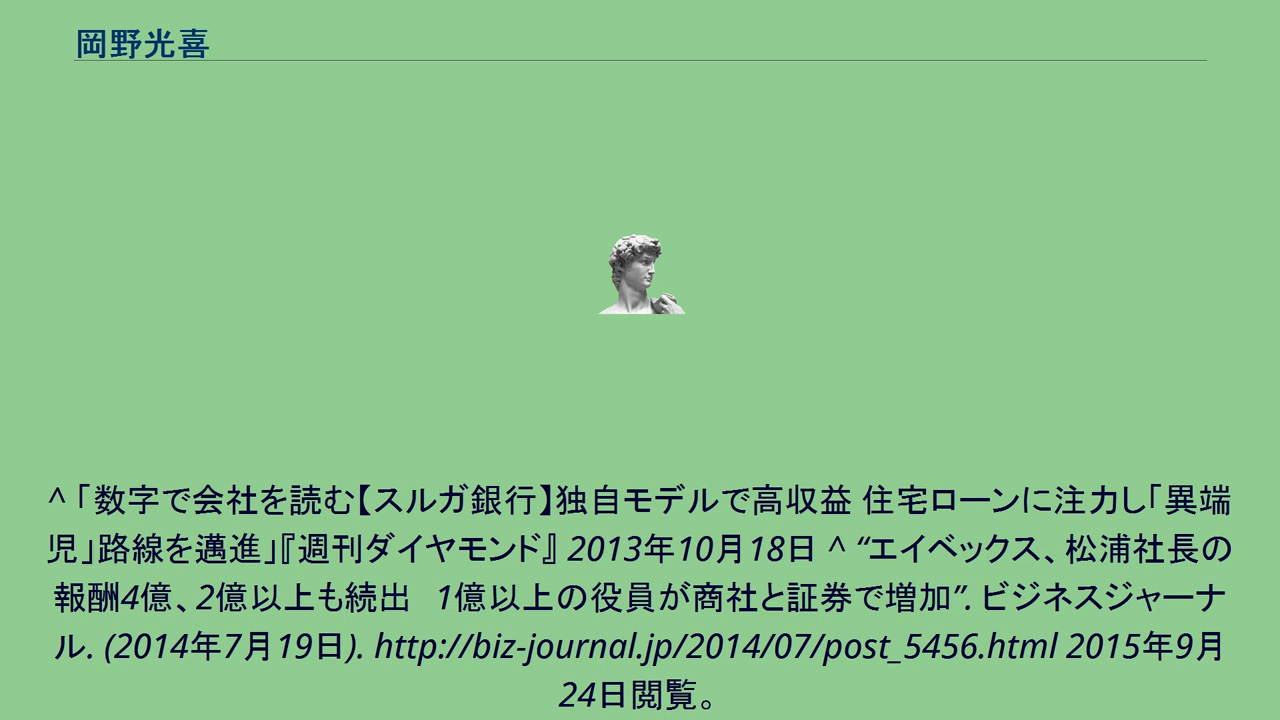 岡野光喜
^ 「数字で会社を読む【スルガ銀行】独自モデルで高収益 住宅ローンに注力し「異端
児」路線を邁進」『週刊ダイヤモンド』 2013年10月18日 ^ “エイベックス、松浦社長の
報酬4億、2億以上も続出　1億以上の役員が商社と証券で増加”. ビジネスジャーナ
ル. (2014年7月19日). http://biz-journal.jp/2014/07/post_5456.html 2015年9月
24日閲覧。